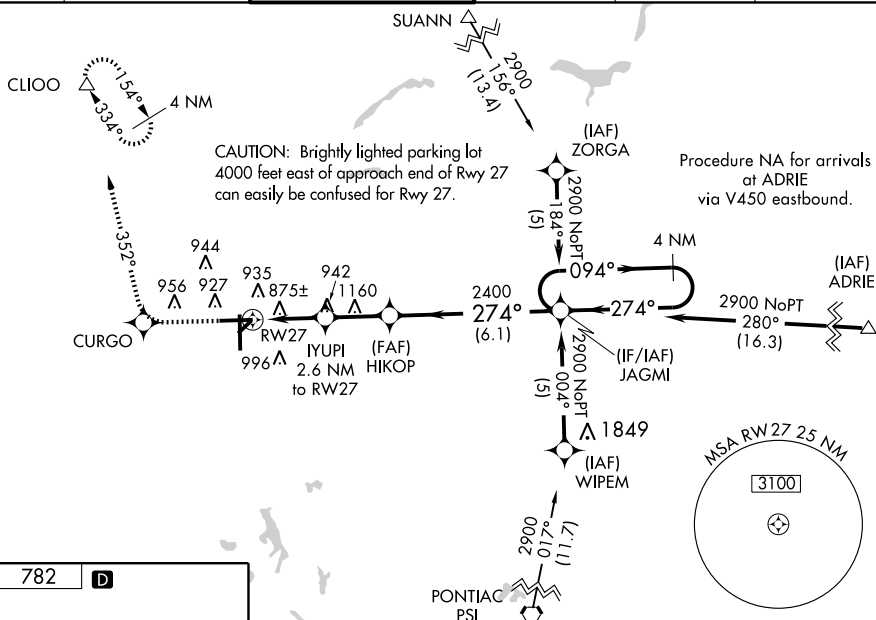 SUANN
2900
156°
(13.4)
CLIOO
154°
334°
4 NM
(IAF)
ZORGA
CAUTION: Brightly lighted parking lot
4000 feet east of approach end of Rwy 27
can easily be confused for Rwy 27.
Procedure NA for arrivals
at ADRIE
via V450 eastbound.
2900 NoPT
184°
(5)
4 NM
094°
352°
944
956
927
935
875±
942
1160
2400
274°
(6.1)
274°
(IAF)
ADRIE
2900 NoPT
280°
(16.3)
CURGO
RW27
996
IYUPI
2.6 NM
to RW27
(FAF)
HIKOP
(IF/IAF)
JAGMI
2900 NoPT
004°
(5)
1849
(IAF)
WIPEM
MSA RW27 25 NM
3100
2900
017°
(11.7)
782
D
PONTIAC
PSI